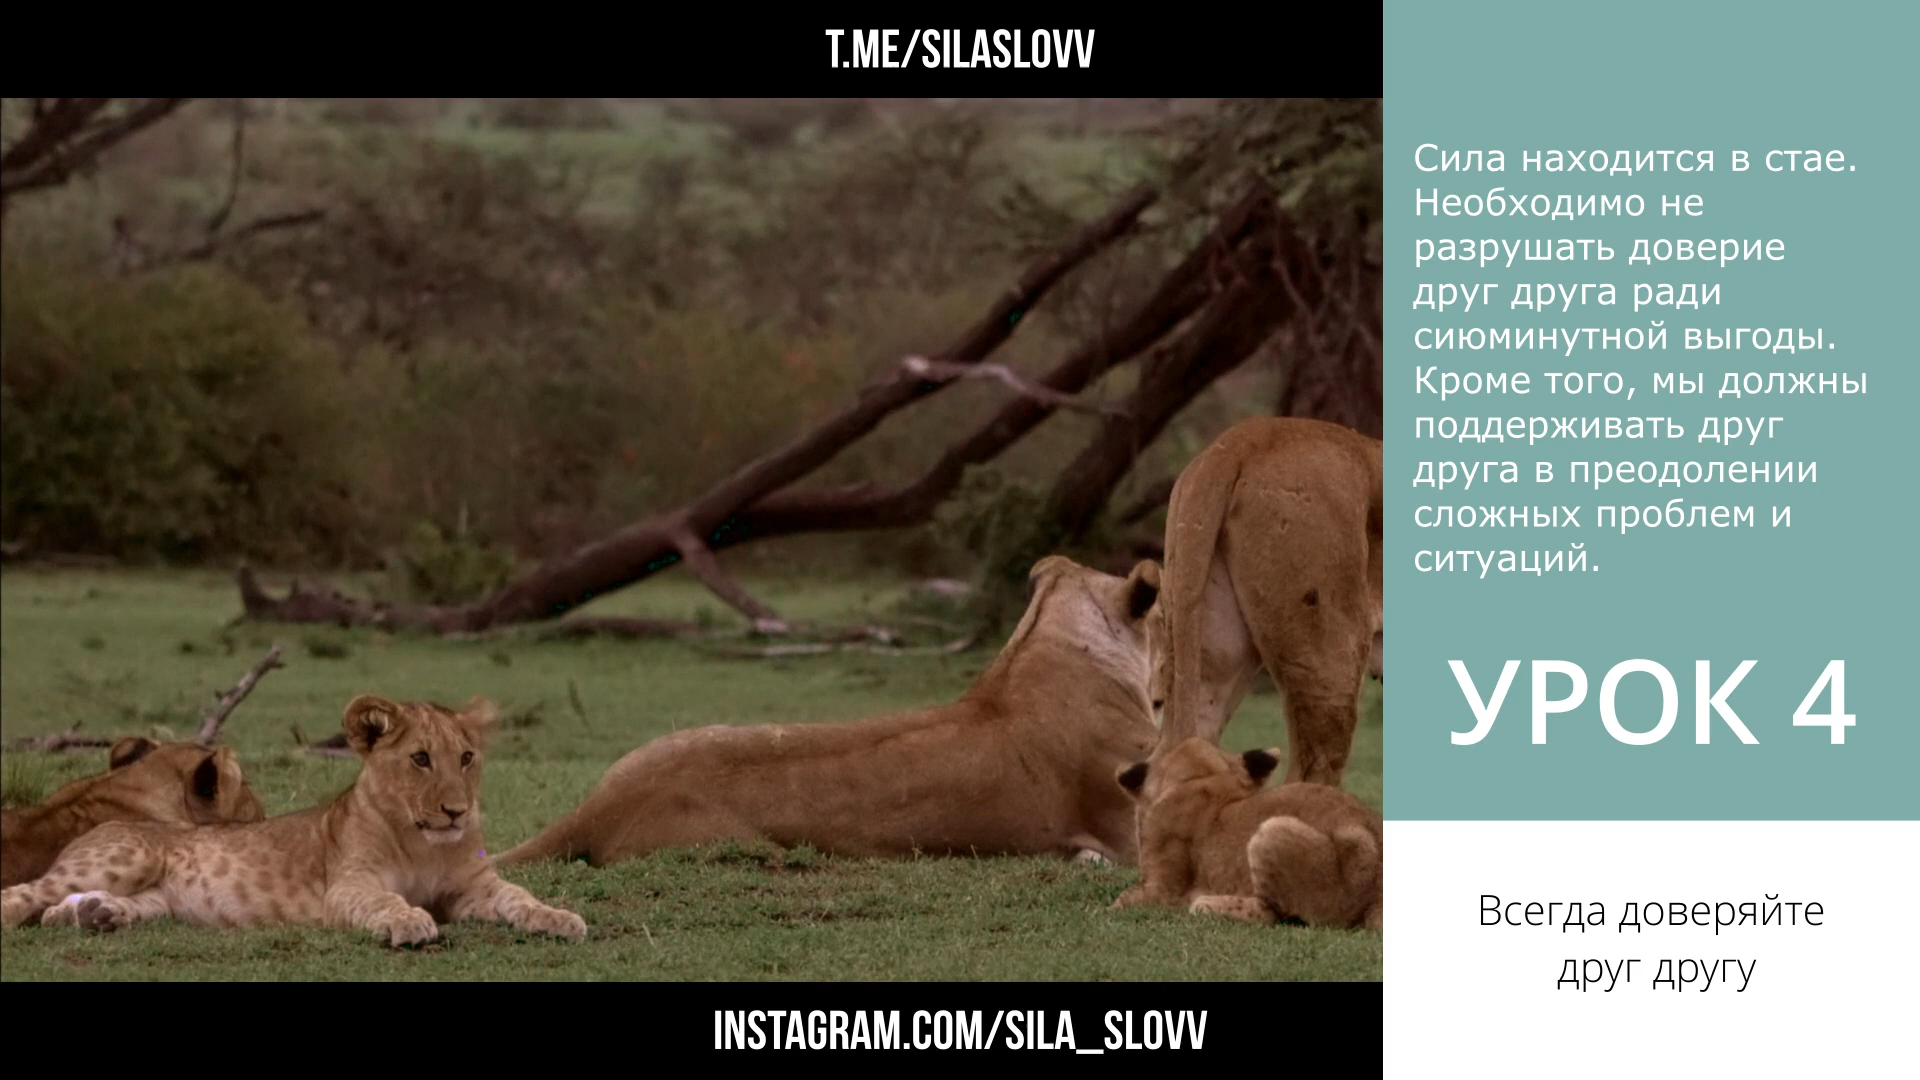 T.ME/SILASLOVV
Сила находится в стае.
Необходимо не
разрушать доверие
друг друга ради
сиюминутной выгоды.
Кроме того, мы должны
поддерживать друг
друга в преодолении
сложных проблем и
ситуаций.
УРОК 4
Всегда доверяйте
друг другу
INSTAGRAM.COM/SILA_SLOVV